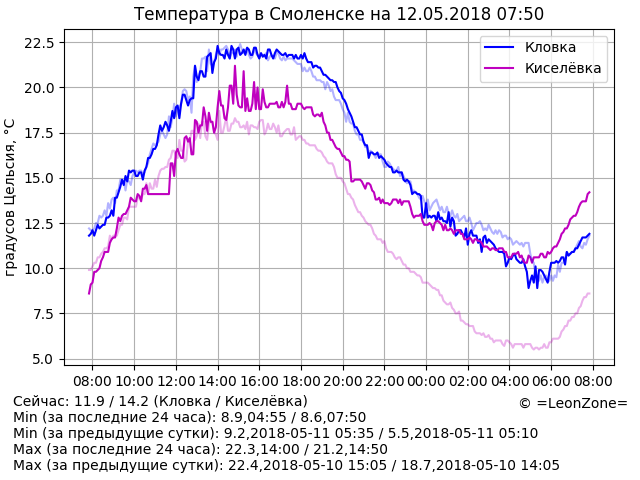 Температура в Смоленске на 12.05.2018 07:50
22.5
20.0
17.5
15.0
12.5
10.0
7.5
5.0
градусов Цельсия, °C
Кловка
Киселёвка
08:00 10:00 12:00 14:00 16:00 18:00 20:00 22:00 00:00 02:00 04:00 06:00 08:00
Сейчас: 11.9 / 14.2 (Кловка / Киселёвка)
© =LeonZone=
Min (за последние 24 часа): 8.9,04:55 / 8.6,07:50
Min (за предыдущие сутки): 9.2,2018-05-11 05:35 / 5.5,2018-05-11 05:10
Max (за последние 24 часа): 22.3,14:00 / 21.2,14:50
Max (за предыдущие сутки): 22.4,2018-05-10 15:05 / 18.7,2018-05-10 14:05